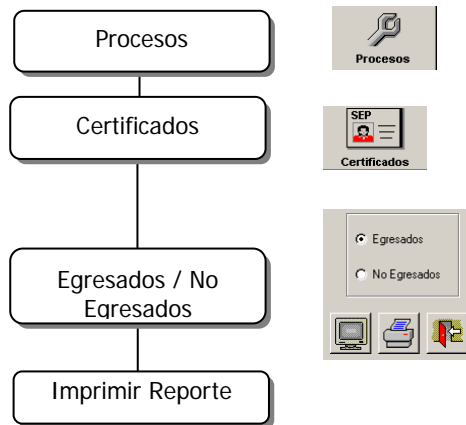 Procesos
Procesos
Certificados
SEP
Certificados
Egresados / No
Egresados
Egresados
No Egresados
Imprimir Reporte